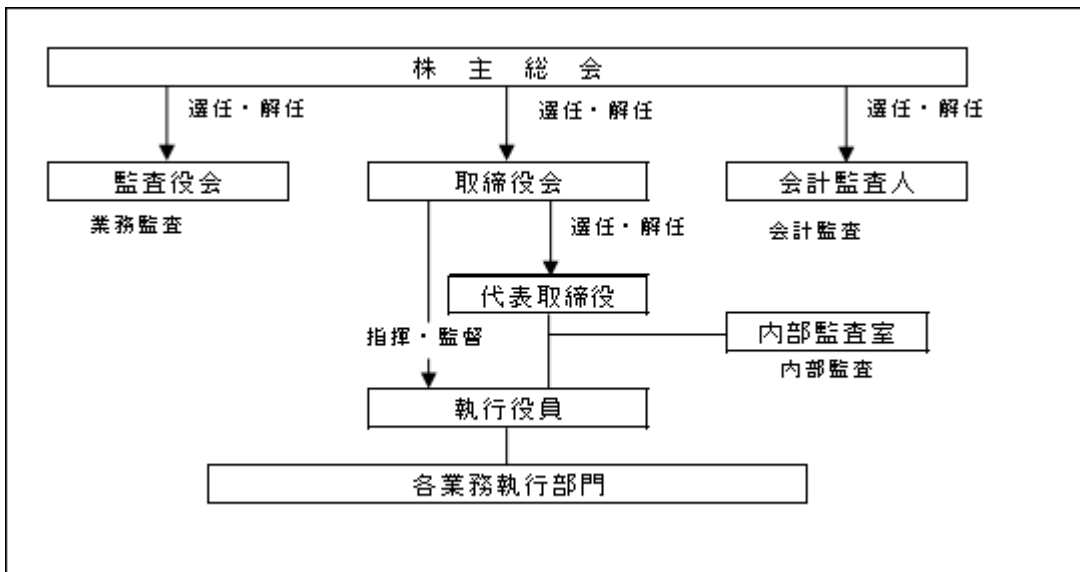 株主総会
選任・解任
選任・解任
選任・解任
監査役会
取締役会
会計監査人
業務監査
選任・解任
会計監査
代表取締役
指揮・監督
内部監査室
内部監査
執行役員
各業務執行部門